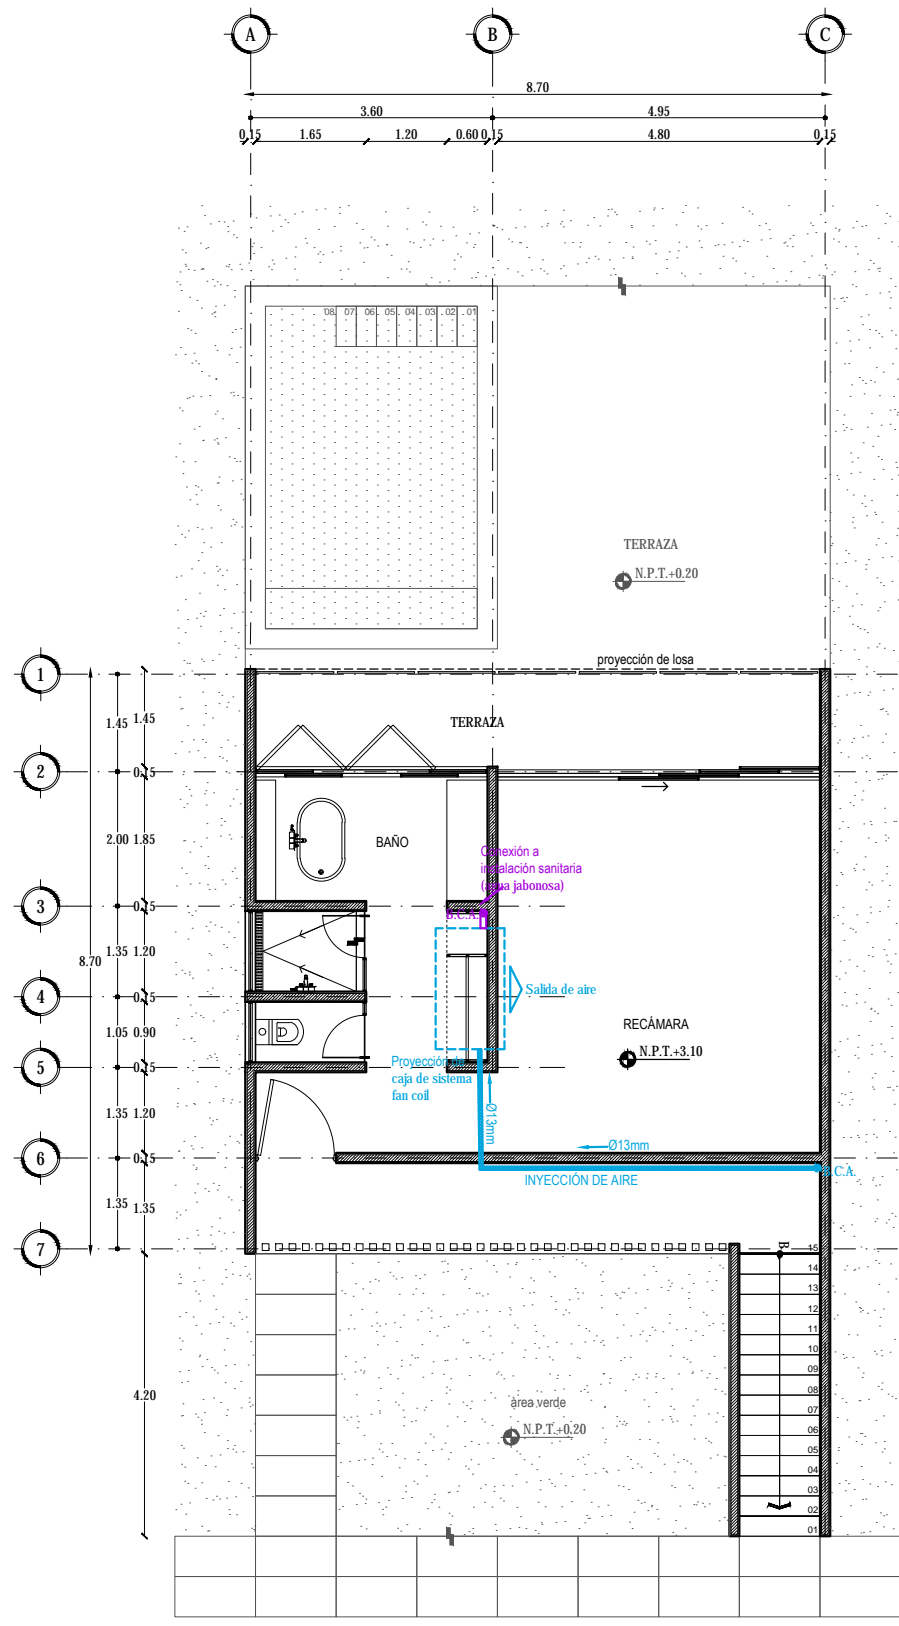 A B C
8.70
3.60 4.95
0.15 1.65 1.20 0.60 0.15 4.80 0.15
08 07 06 05 04 03 02 01
TERRAZA
N.P.T.+0.20
proyección de losa
1
1.45 1.45
TERRAZA
2
0.15
2.00 1.85
BAÑO
Conexión a
instalación sanitaria
(agua jabonosa)
3
0.15
B.C.A.
1.35 1.20
8.70
Salida de aire
4
0.15
1.05 0.90
RECÁMARA
N.P.T.+3.10
5
0.15
Proyección de
caja de sistema
fan coil
1.35 1.20
Ø13mm
Ø13mm
6
0.15
INYECCIÓN DE AIRE
.C.A.
1.35 1.35
7
B
15
14
13
12
11
10
09
08
07
06
05
04
03
02
01
4.20
área verde
N.P.T.+0.20